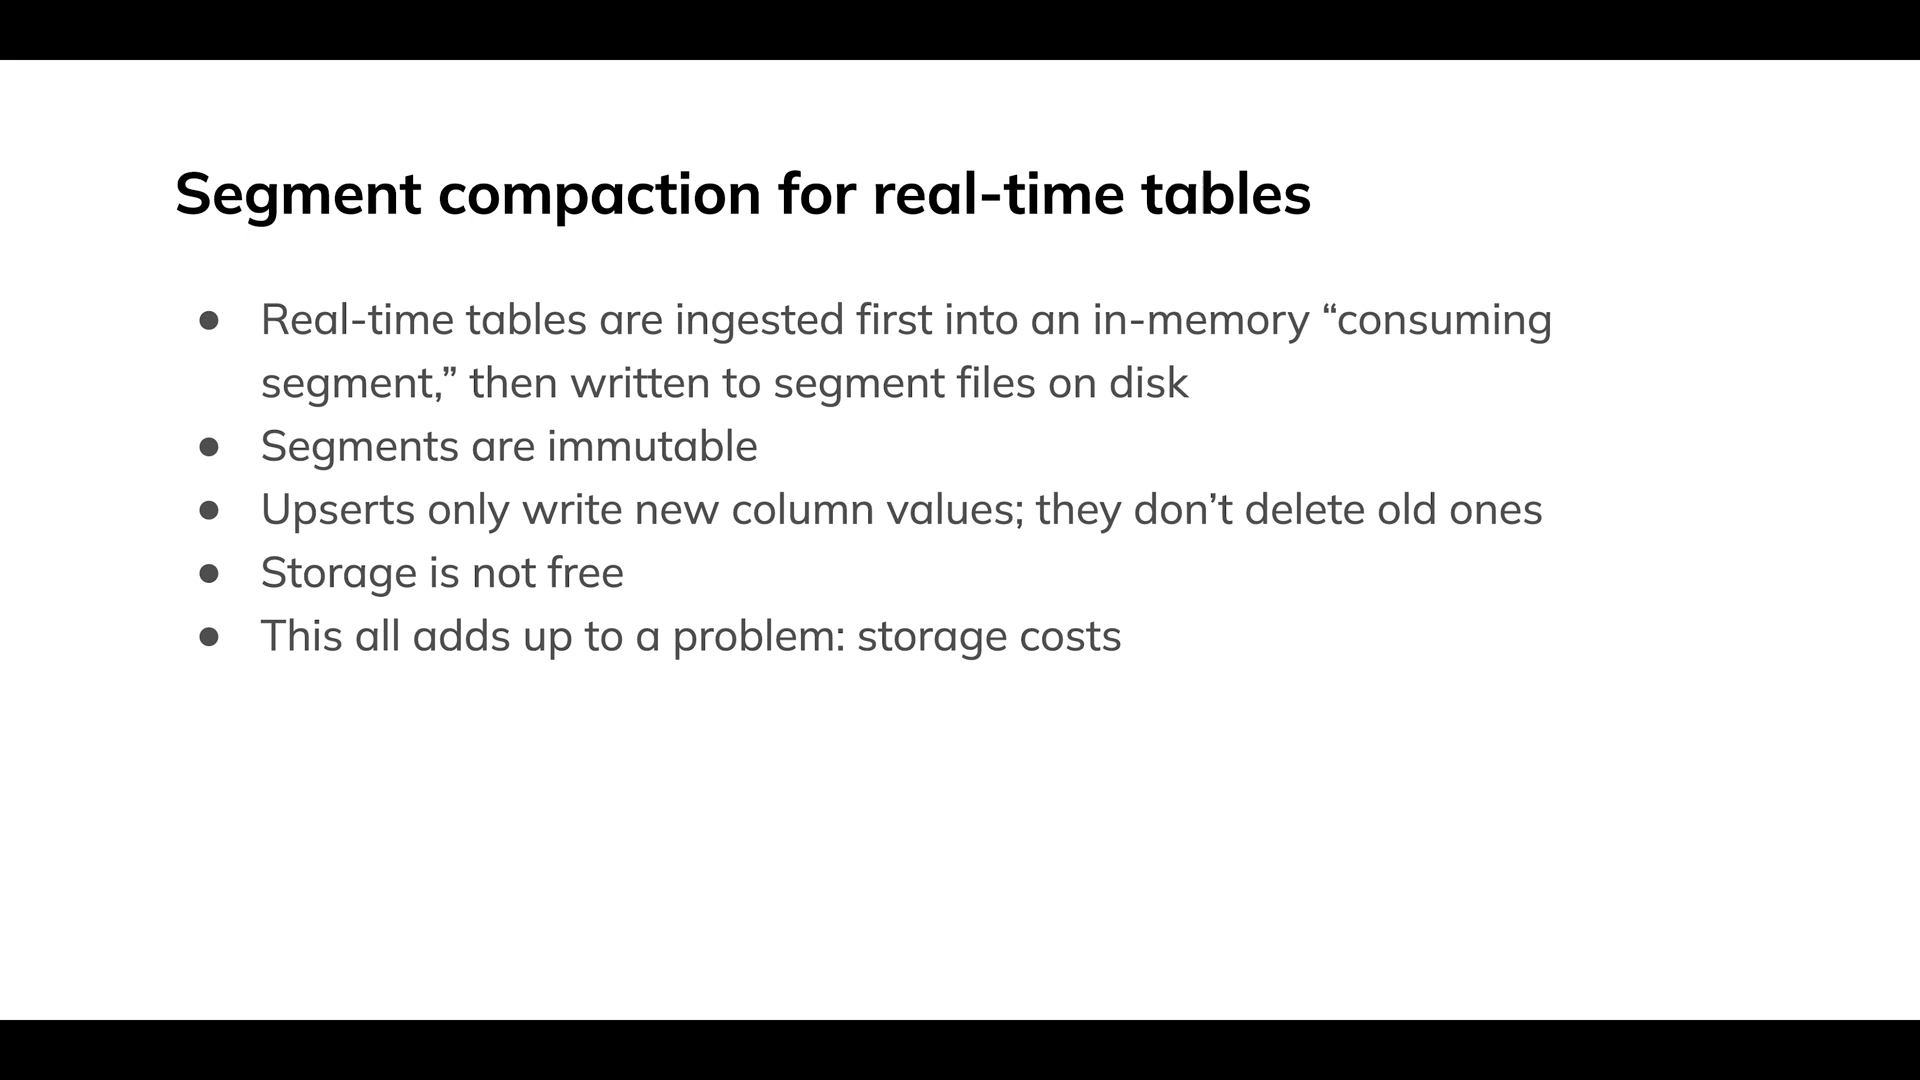 Segment compaction for real-time tables
● Real-time tables are ingested first into an in-memory “consuming
segment,” then written to segment files on disk
● Segments are immutable
● Upserts only write new column values; they don’t delete old ones
● Storage is not free
● This all adds up to a problem: storage costs